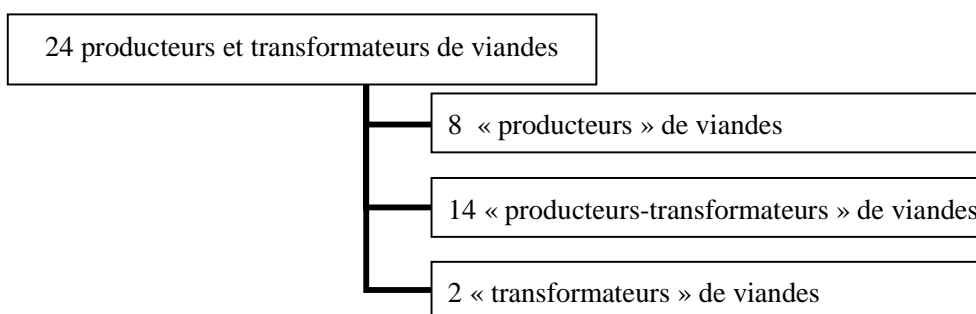 24 producteurs et transformateurs de viandes
8 « producteurs » de viandes
14 « producteurs-transformateurs » de viandes
2 « transformateurs » de viandes